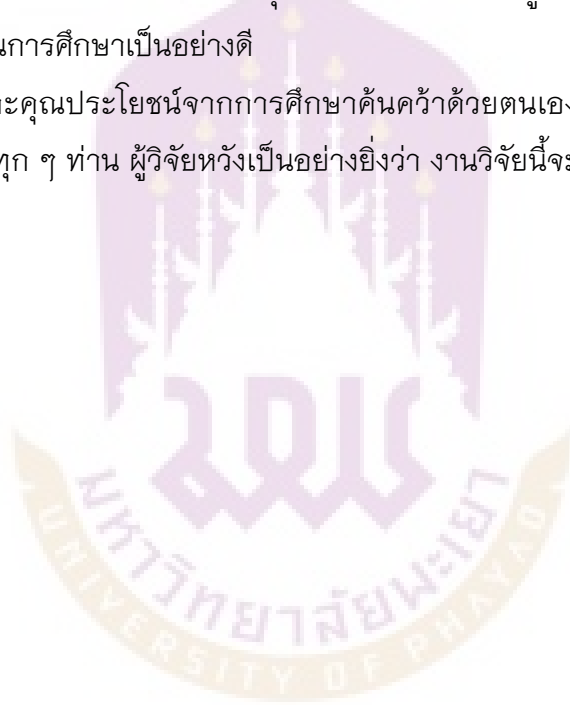 นการศึกษาเป็นอย่างดี
ะคุณประโยชน์จากการศึกษาค้นคว้าด้วยตนเอง
ทุก ๆ ท่าน ผู้วิจัยหวังเป็นอย่างยิ่งว่า งานวิจัยนี้จะ
มหาวิทยาลัยพะเยา
UNIVERSITY OF PHAYAO